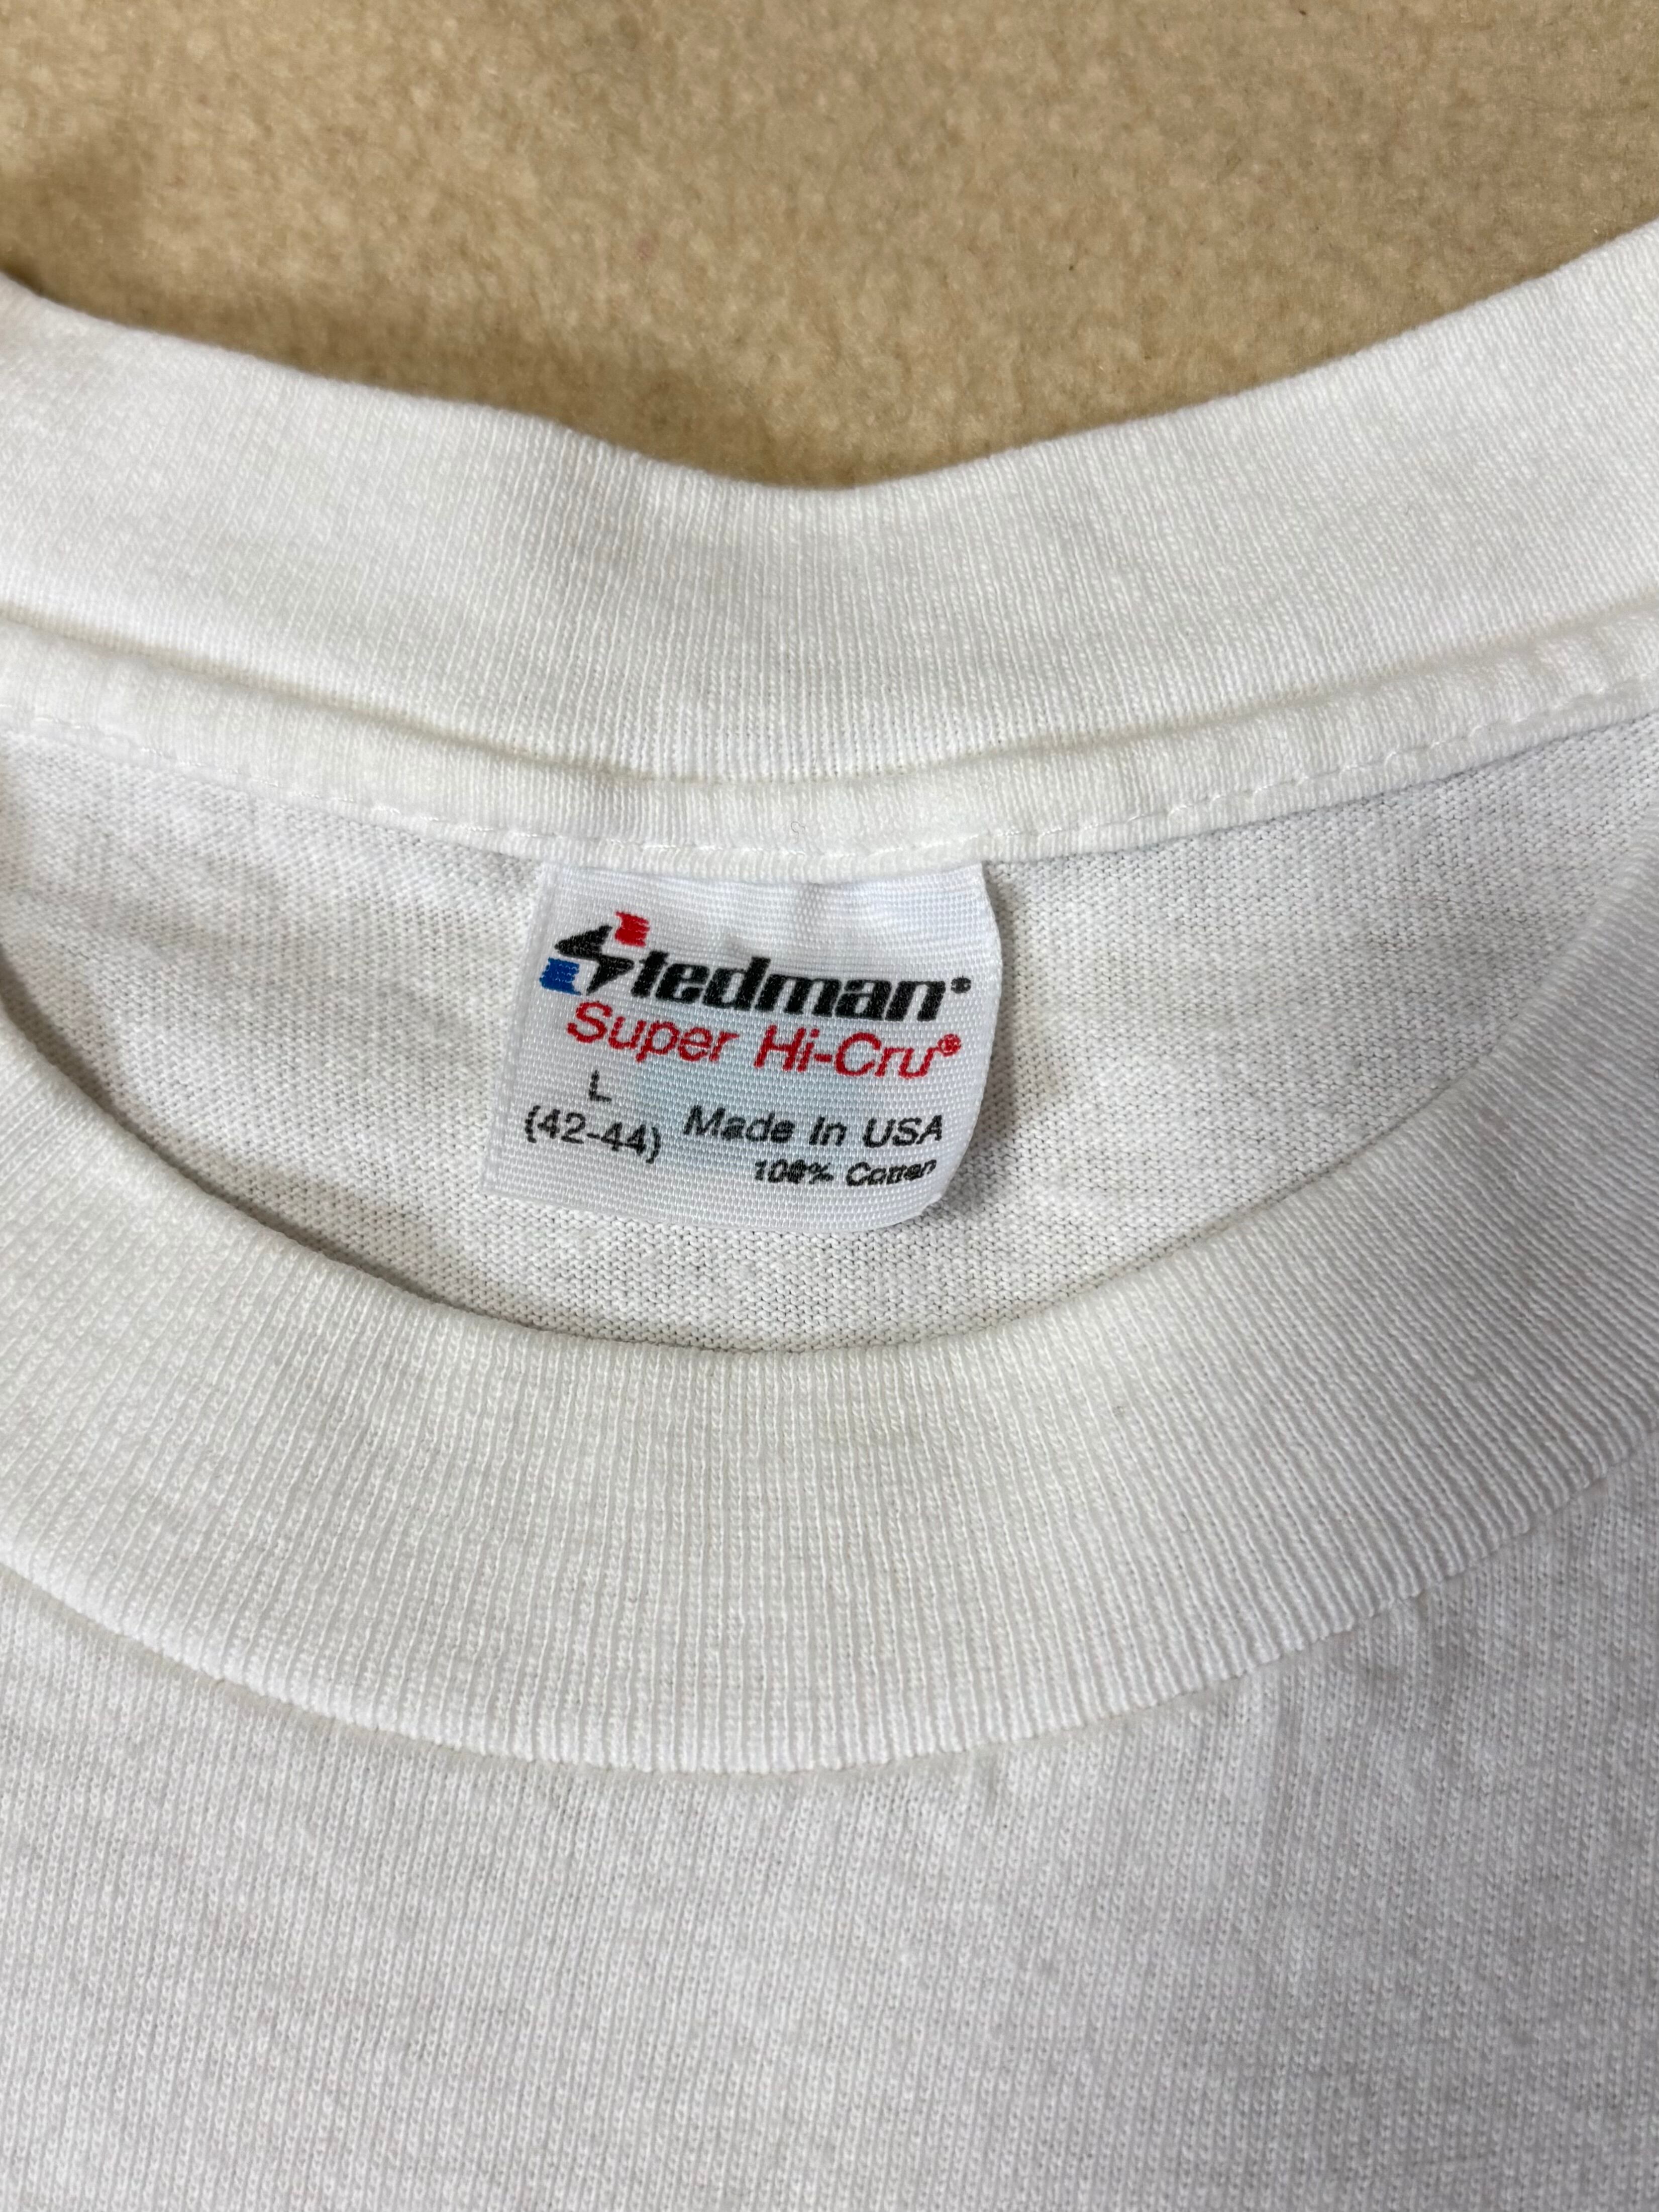 Stedman®
Super Hi-Cru®
L
(42-44)
Made In USA
100% Cotton